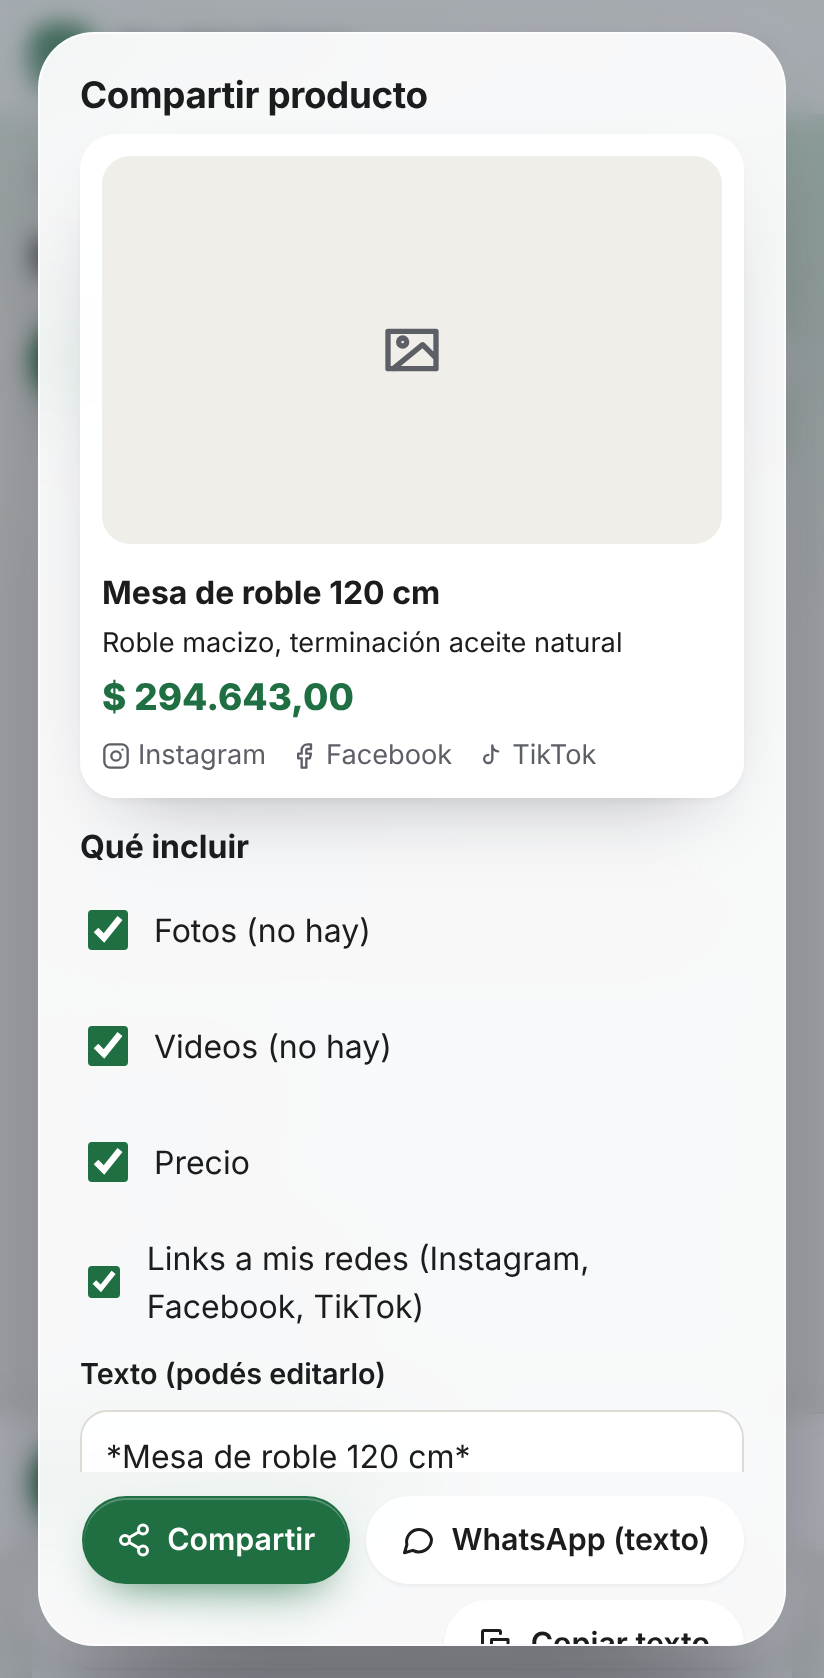 Compartir producto
Mesa de roble 120 cm
Roble macizo, terminación aceite natural
$ 294.643,00
Instagram Facebook TikTok
Qué incluir
Fotos (no hay)
Videos (no hay)
Precio
Links a mis redes (Instagram,
Facebook, TikTok)
Texto (podés editarlo)
*Mesa de roble 120 cm*
Compartir WhatsApp (texto)
Copiar texto